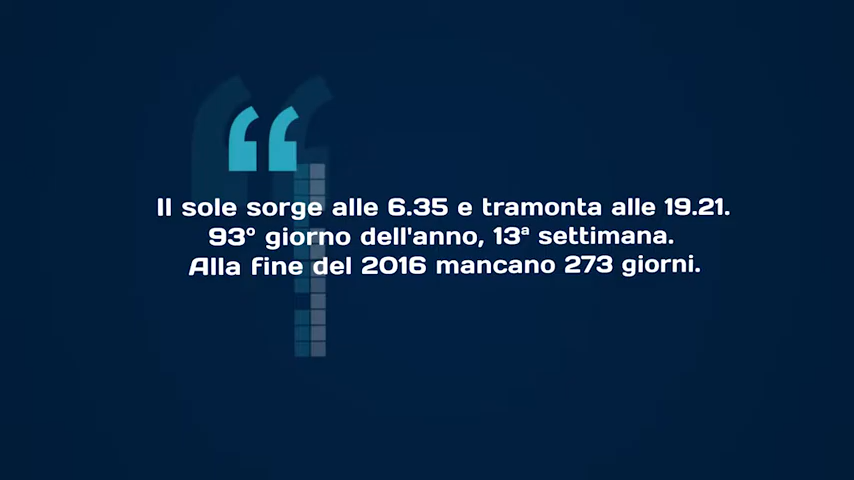 Il sole sorge alle 6.35 e tramonta alle 19.21.
93° giorno dell'anno, 13ª settimana.
Alla fine del 2016 mancano 273 giorni.